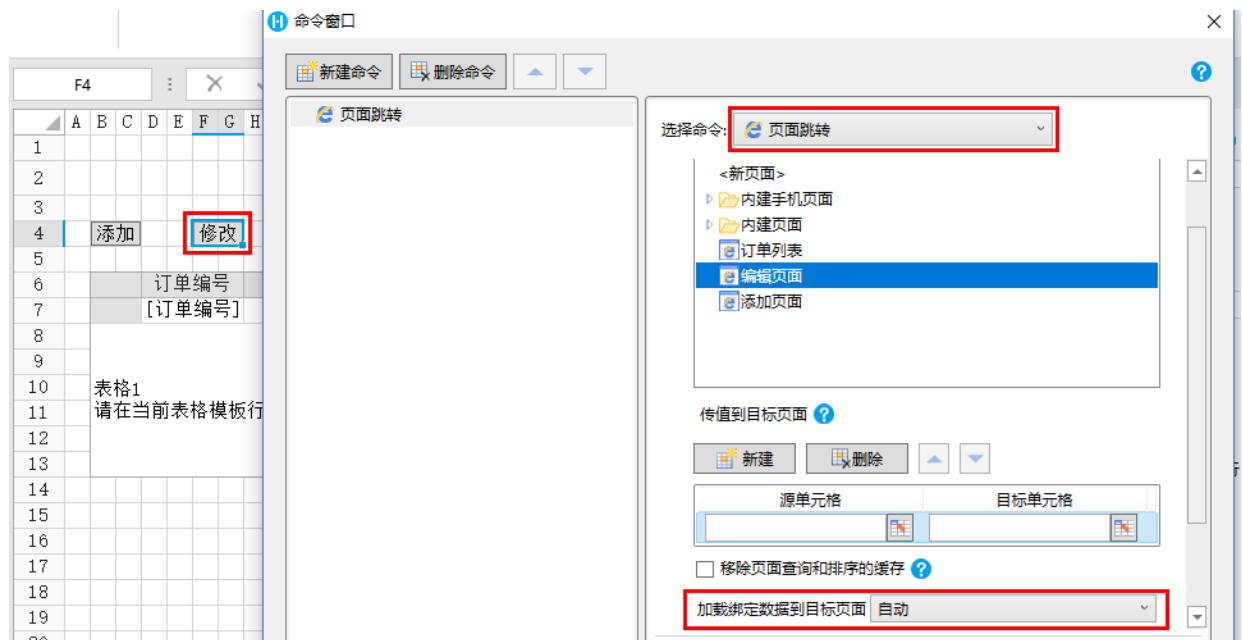 命令窗口
新建命令 删除命令
F4
A B C D E F G H
1
2
3
4 添加 修改
5
6 订单编号
7 [订单编号]
8
9
10 表格1
11 请在当前表格模板行
12
13
14
15
16
17
18
19
页面跳转
选择命令: 页面跳转
<新页面>
内建手机页面
内建页面
订单列表
编辑页面
添加页面
传值到目标页面
新建 删除
源单元格 目标单元格
移除页面查询和排序的缓存
加载绑定数据到目标页面 自动